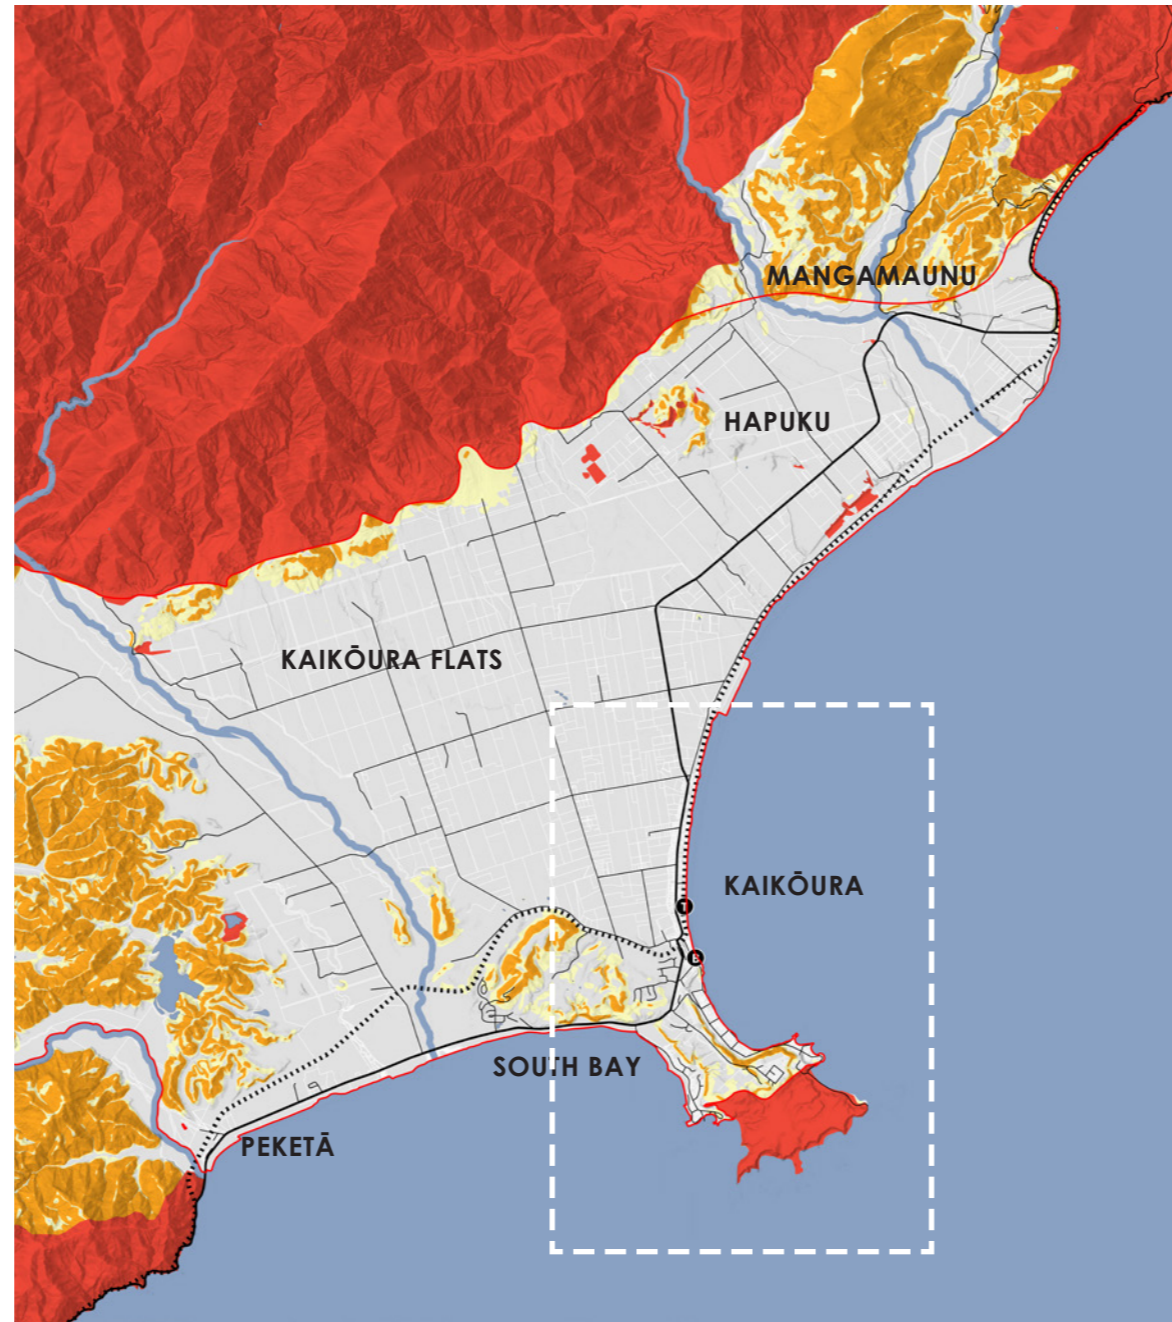 MANGAMAUNU
HAPUKU
KAIKŌURA FLATS
KAIKŌURA
T
B
SOUTH BAY
PEKETĀ